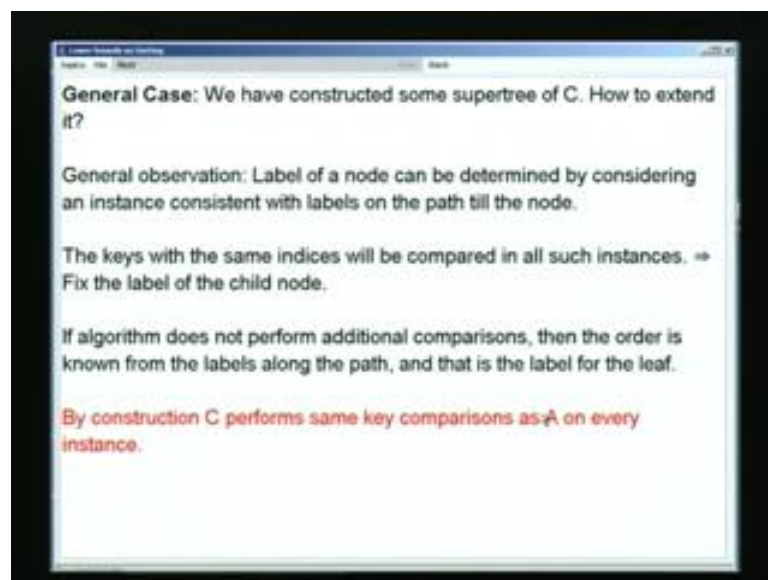 Lower bounds on Sorting
General Case: We have constructed some supertree of C. How to extend
it?
General observation: Label of a node can be determined by considering
an instance consistent with labels on the path till the node.
The keys with the same indices will be compared in all such instances. ⇒
Fix the label of the child node.
If algorithm does not perform additional comparisons, then the order is
known from the labels along the path, and that is the label for the leaf.
By construction C performs same key comparisons as A on every
instance.